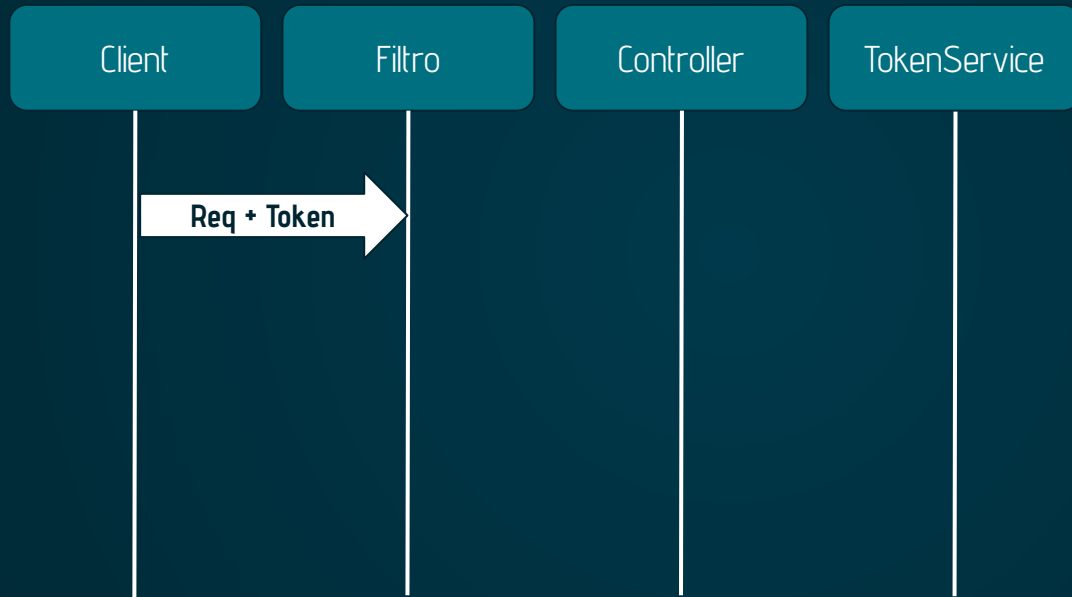 Client
Filtro
Controller
TokenService
Req + Token